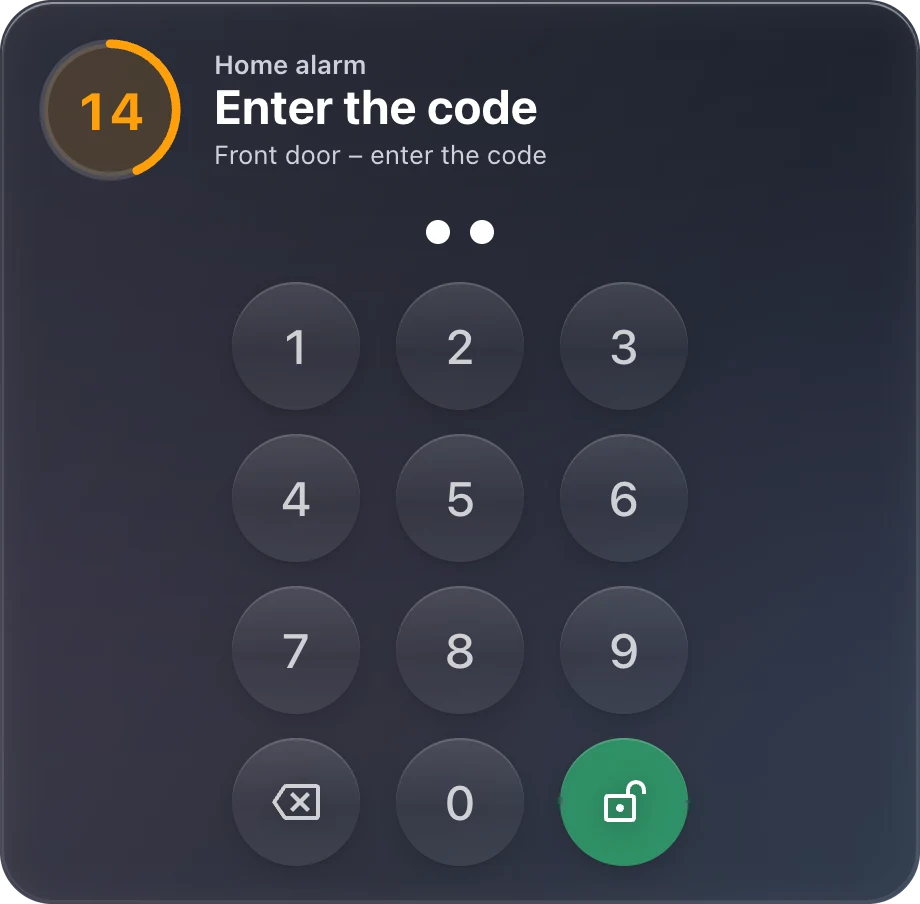 14
Home alarm
Enter the code
Front door – enter the code
1 2 3
4 5 6
7 8 9
0